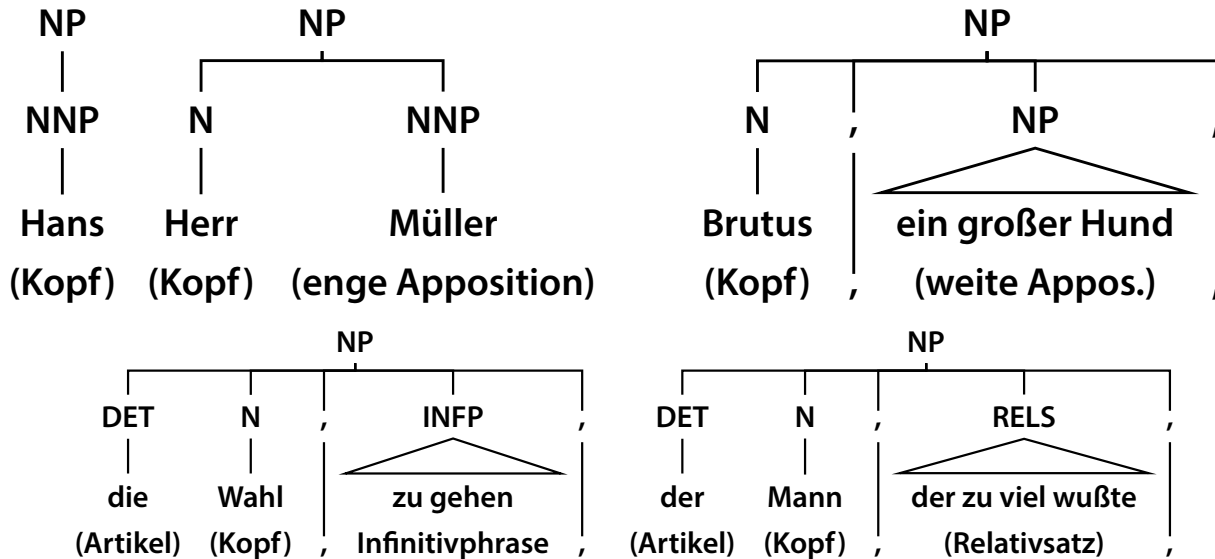 NP NP NP
NNP N NNP N , NP ,
Hans Herr Müller Brutus ein großer Hund
(Kopf) (Kopf) (enge Apposition) (Kopf) , (weite Appos.) ,
NP NP
DET N , INFP , DET N , RELS ,
die Wahl zu gehen der Mann der zu viel wußte
(Artikel) (Kopf) , Infinitivphrase , (Artikel) (Kopf) , (Relativsatz) ,